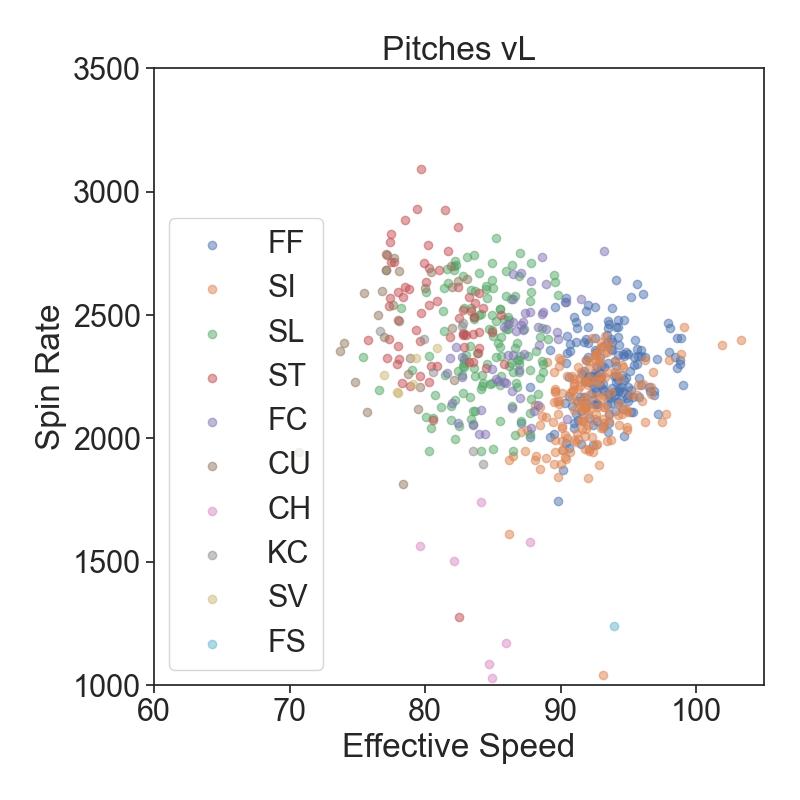 Pitches vL
3500
3000
2500
2000
1500
1000
Spin Rate
FF
SI
SL
ST
FC
CU
CH
KC
SV
FS
60 70 80 90 100
Effective Speed